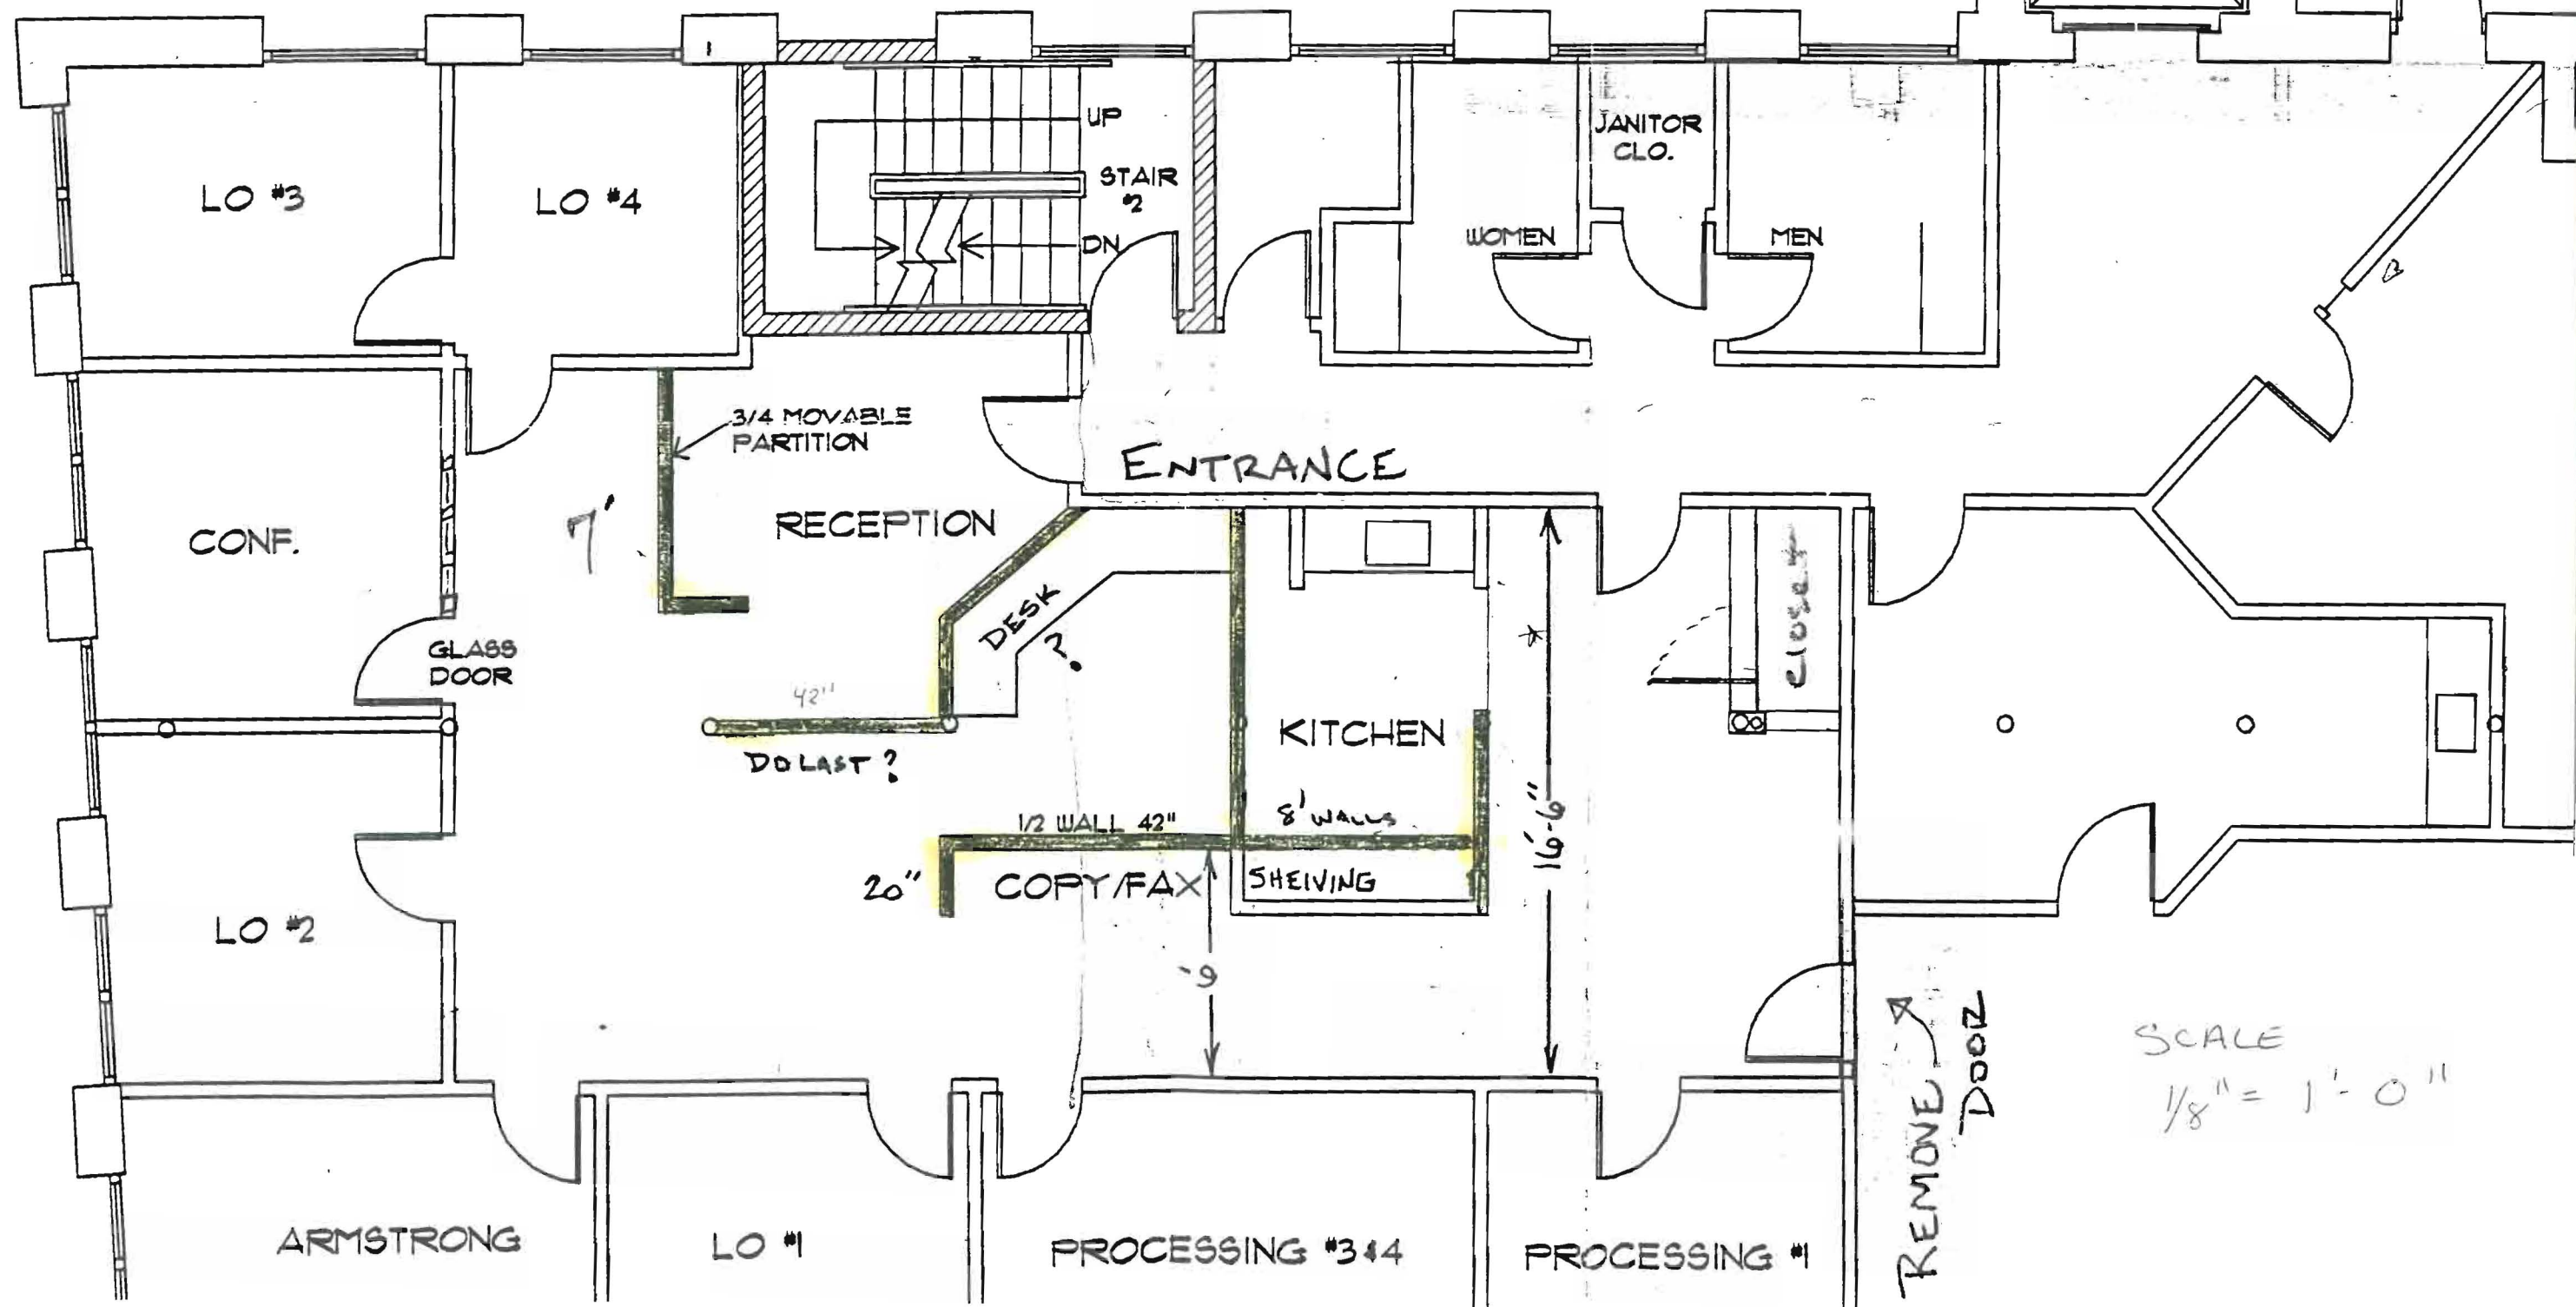 UP
JANITOR
CLO.
LO #3
LO #4
STAIR
#2
WOMEN
MEN
DN
3/4 MOVABLE
PARTITION
ENTRANCE
7'
RECEPTION
CONF.
DESK
?
Closet
GLASS
DOOR
42"
KITCHEN
DO LAST ?
1/2 WALL 42"
8' WALLS
16'-6"
20"
COPY/FAX
SHELVING
LO #2
REMOVE
DOOR
SCALE
1/8" = 1'-0"
ARMSTRONG
LO #1
PROCESSING #3&4
PROCESSING #1